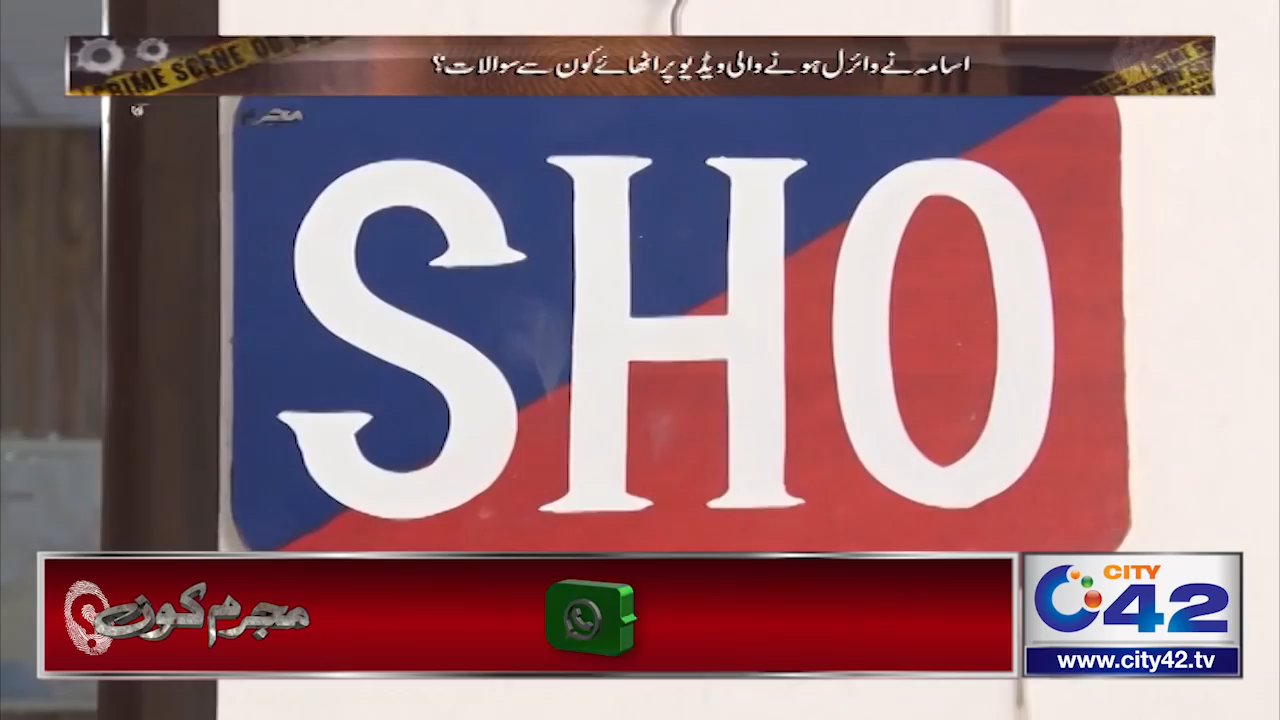 CRIME SCENE DO
اسامہ نے وائرل ہونے والی ویڈیو پر اٹھائے کون سے سوالات؟
مجرم
SHO
مجرم کون
CITY
42
www.city42.tv